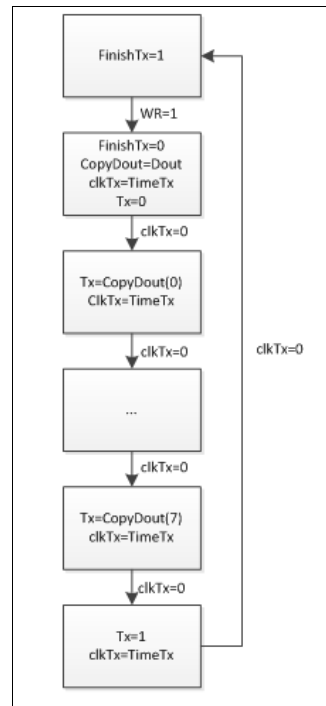 FinishTx=1
WR=1
FinishTx=0
CopyDout=Dout
clkTx=TimeTx
Tx=0
clkTx=0
Tx=CopyDout(0)
ClkTx=TimeTx
clkTx=0
clkTx=0
...
clkTx=0
Tx=CopyDout(7)
clkTx=TimeTx
clkTx=0
Tx=1
clkTx=TimeTx